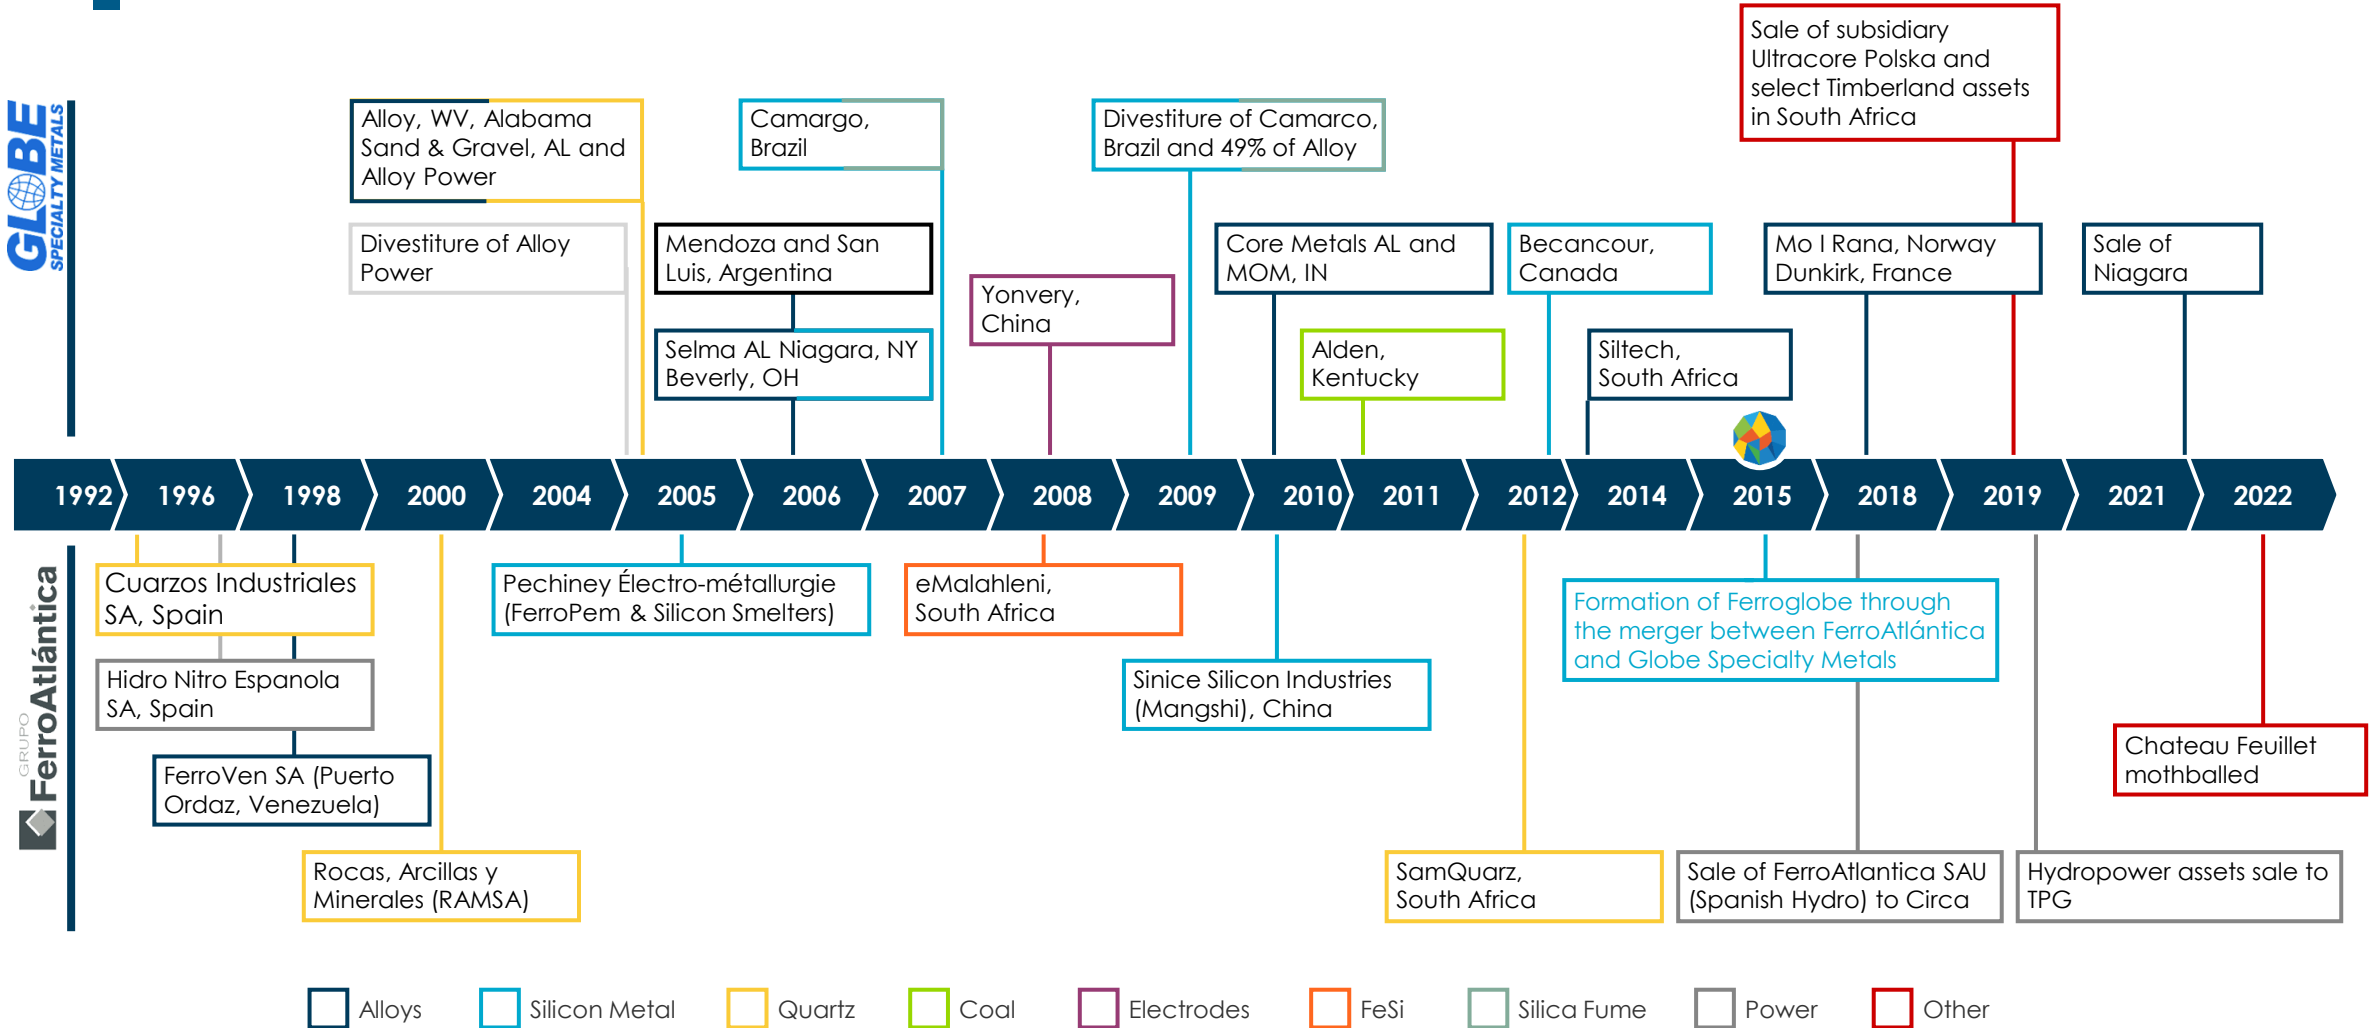 GLOBE
SPECIALTY METALS
Alloy, WV, Alabama
Sand & Gravel, AL and
Alloy Power
Camargo,
Brazil
Divestiture of Camarco,
Brazil and 49% of Alloy
Sale of subsidiary
Ultracore Polska and
select Timberland assets
in South Africa
Divestiture of Alloy
Power
Mendoza and San
Luis, Argentina
Yonvery,
China
Core Metals AL and
MOM, IN
Becancour,
Canada
Mo I Rana, Norway
Dunkirk, France
Sale of
Niagara
Selma AL Niagara, NY
Beverly, OH
Alden,
Kentucky
Siltech,
South Africa
1992
1996
1998
2000
2004
2005
2006
2007
2008
2009
2010
2011
2012
2014
2015
2018
2019
2021
2022
GRUPO
FerroAtlántica
Cuarzos Industriales
SA, Spain
Pechiney Électro-métallurgie
(FerroPem & Silicon Smelters)
eMalahleni,
South Africa
Formation of Ferroglobe through
the merger between FerroAtlántica
and Globe Specialty Metals
Hidro Nitro Espanola
SA, Spain
Sinice Silicon Industries
(Mangshi), China
FerroVen SA (Puerto
Ordaz, Venezuela)
Chateau Feuillet
mothballed
Rocas, Arcillas y
Minerales (RAMSA)
SamQuarz,
South Africa
Sale of FerroAtlantica SAU
(Spanish Hydro) to Circa
Hydropower assets sale to
TPG
Alloys
Silicon Metal
Quartz
Coal
Electrodes
FeSi
Silica Fume
Power
Other